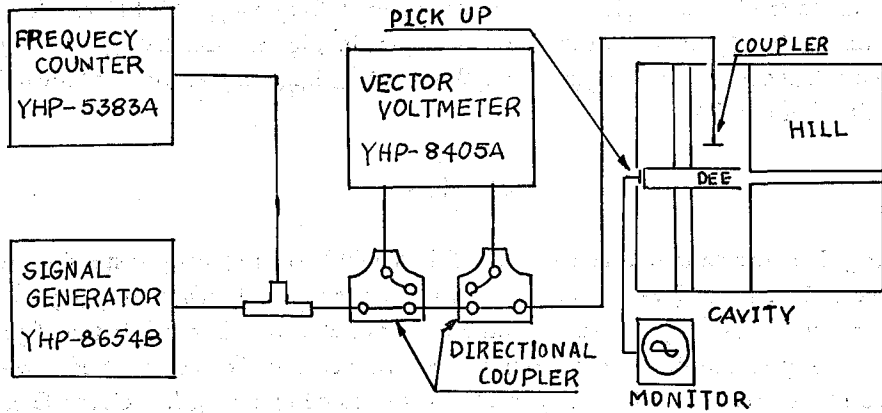 FREQUECY
COUNTER
YHP-5383A
VECTOR
VOLTMETER
YHP-8405A
PICK UP
COUPLER
HILL
DEE
SIGNAL
GENERATOR
YHP-8654B
DIRECTIONAL
COUPLER
CAVITY
MONITOR